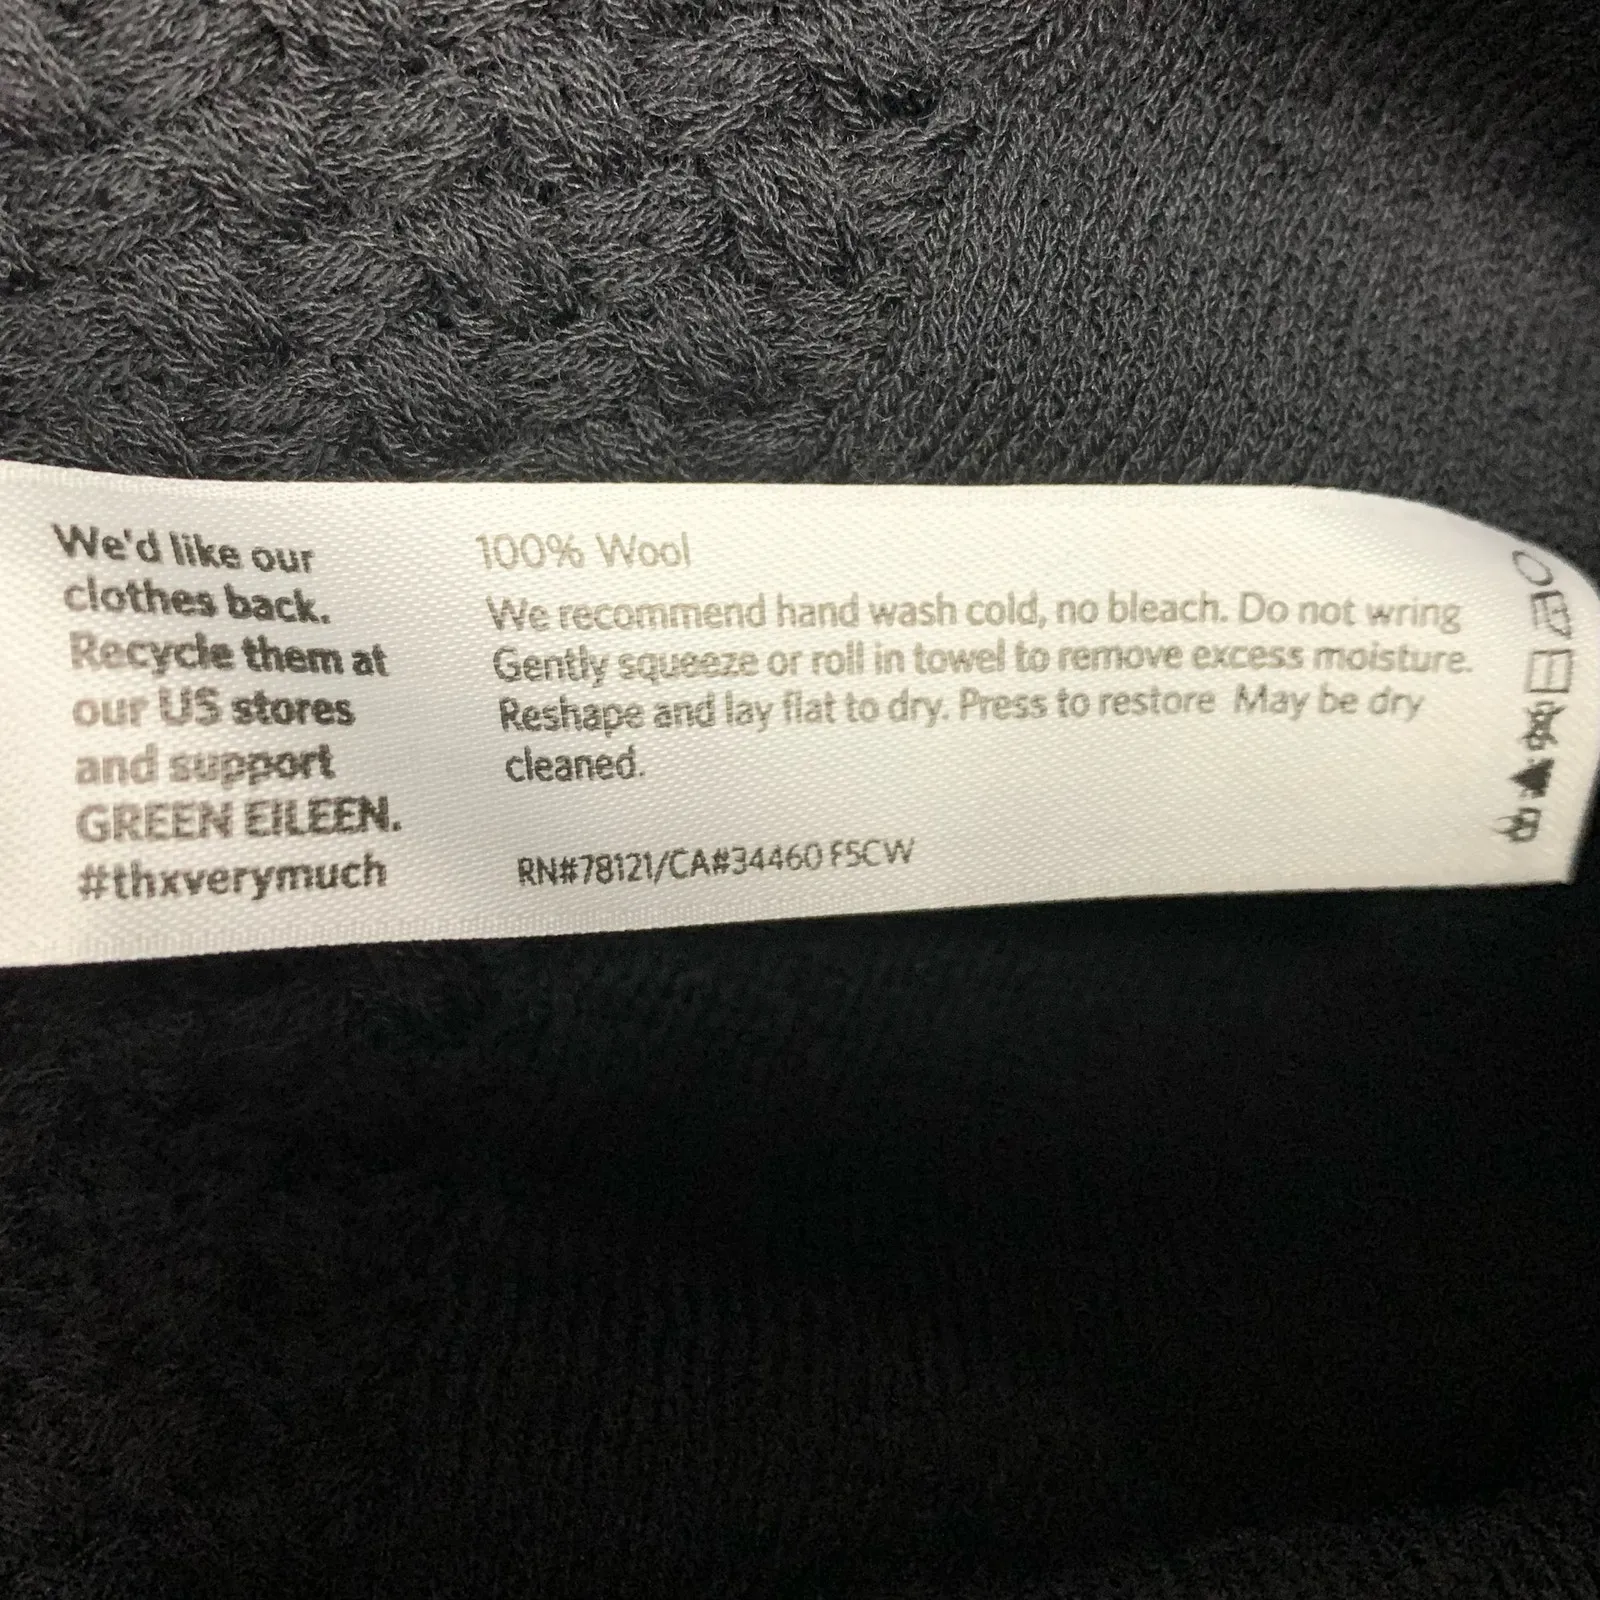 We'd like our
clothes back.
Recycle them at
our US stores
and support
GREEN EILEEN.
#thxverymuch
100% Wool
We recommend hand wash cold, no bleach. Do not wring
Gently squeeze or roll in towel to remove excess moisture.
Reshape and lay flat to dry. Press to restore May be dry
cleaned.
RN#78121/CA#34460 F5CW